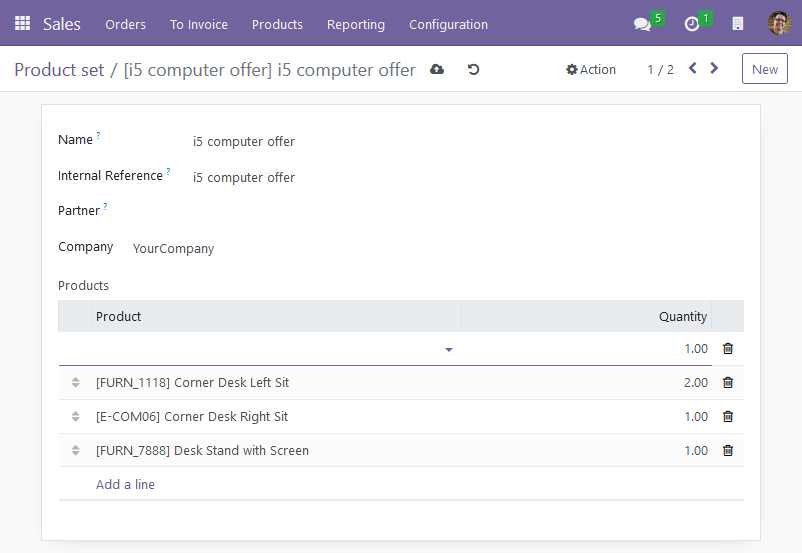 Sales Orders To Invoice Products Reporting Configuration 5 1
Product set / [i5 computer offer] i5 computer offer Action 1 / 2 New
Name ? i5 computer offer
Internal Reference ? i5 computer offer
Partner ?
Company YourCompany
Products
Product Quantity
1.00
[FURN_1118] Corner Desk Left Sit 2.00
[E-COM06] Corner Desk Right Sit 1.00
[FURN_7888] Desk Stand with Screen 1.00
Add a line